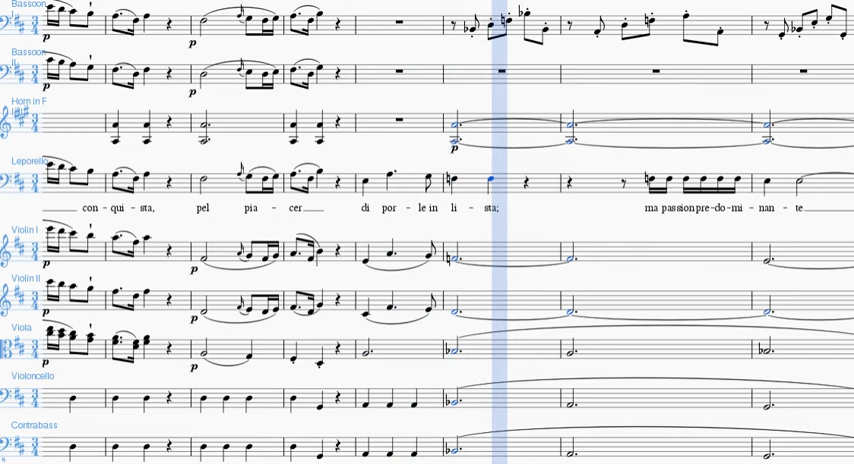 Bassoon
p
p
Bassoon
p
p
Horn in F
p
Leporello
con - qui - sta, pel pia - cer di por - le in li - sta; ma passion pre-do-mi - nan - te
Violin I
p
p
Violin II
p
Viola
p
p
Violoncello
Contrabass
8